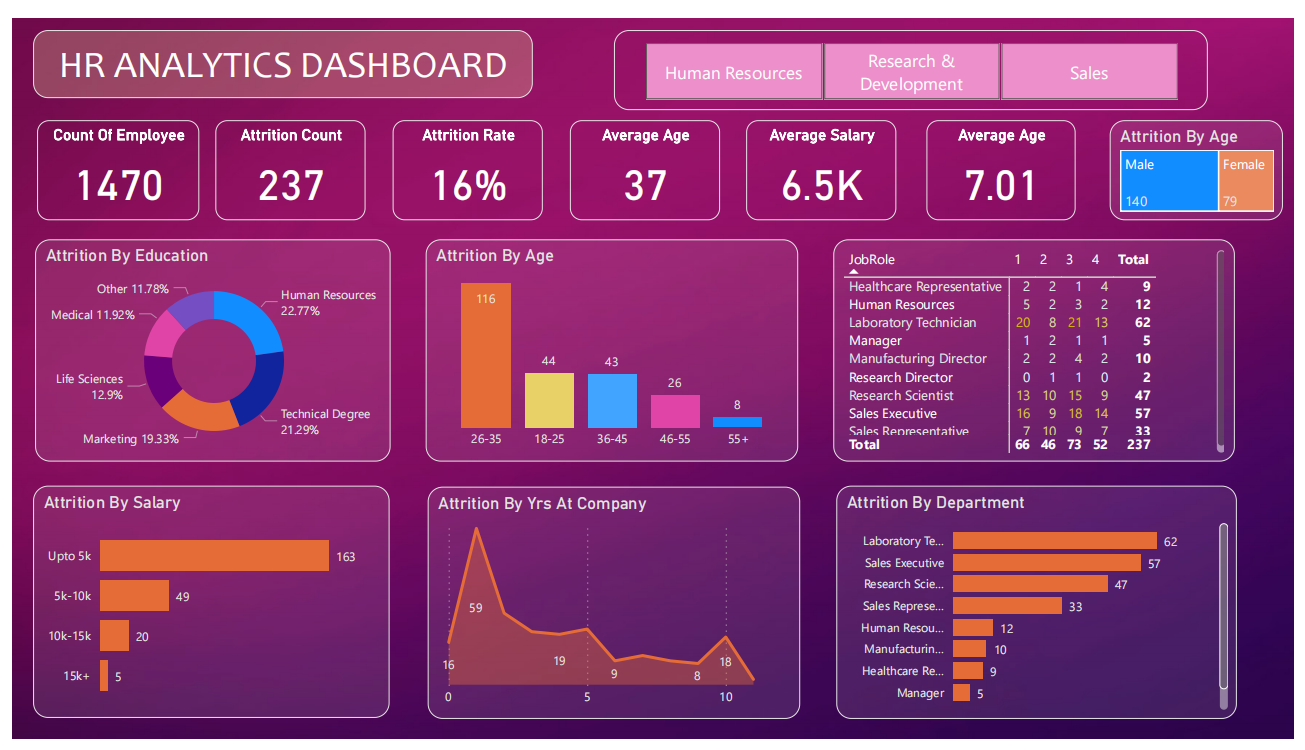 HR ANALYTICS DASHBOARD
Human Resources
Research &
Development
Sales
Count Of Employee
1470
Attrition Count
237
Attrition Rate
16%
Average Age
37
Average Salary
6.5K
Average Age
7.01
Attrition By Age
Male
Female
140
79
Attrition By Education
Other 11.78%
Medical 11.92%
Life Sciences
12.9%
Marketing 19.33%
Human Resources
22.77%
Technical Degree
21.29%
Attrition By Age
116
44
43
26
8
26-35 18-25 36-45 46-55 55+
JobRole 1 2 3 4 Total
Healthcare Representative 2 2 1 4 9
Human Resources 5 2 3 2 12
Laboratory Technician 20 8 21 13 62
Manager 1 2 1 1 5
Manufacturing Director 2 2 4 2 10
Research Director 0 1 1 0 2
Research Scientist 13 10 15 9 47
Sales Executive 16 9 18 14 57
Sales Representative 7 10 9 7 33
Total 66 46 73 52 237
Attrition By Salary
Upto 5k 163
5k-10k 49
10k-15k 20
15k+ 5
Attrition By Yrs At Company
59
16
19
9
8
18
0 5 10
Attrition By Department
Laboratory Te... 62
Sales Executive 57
Research Scie... 47
Sales Represe... 33
Human Resou... 12
Manufacturin... 10
Healthcare Re... 9
Manager 5